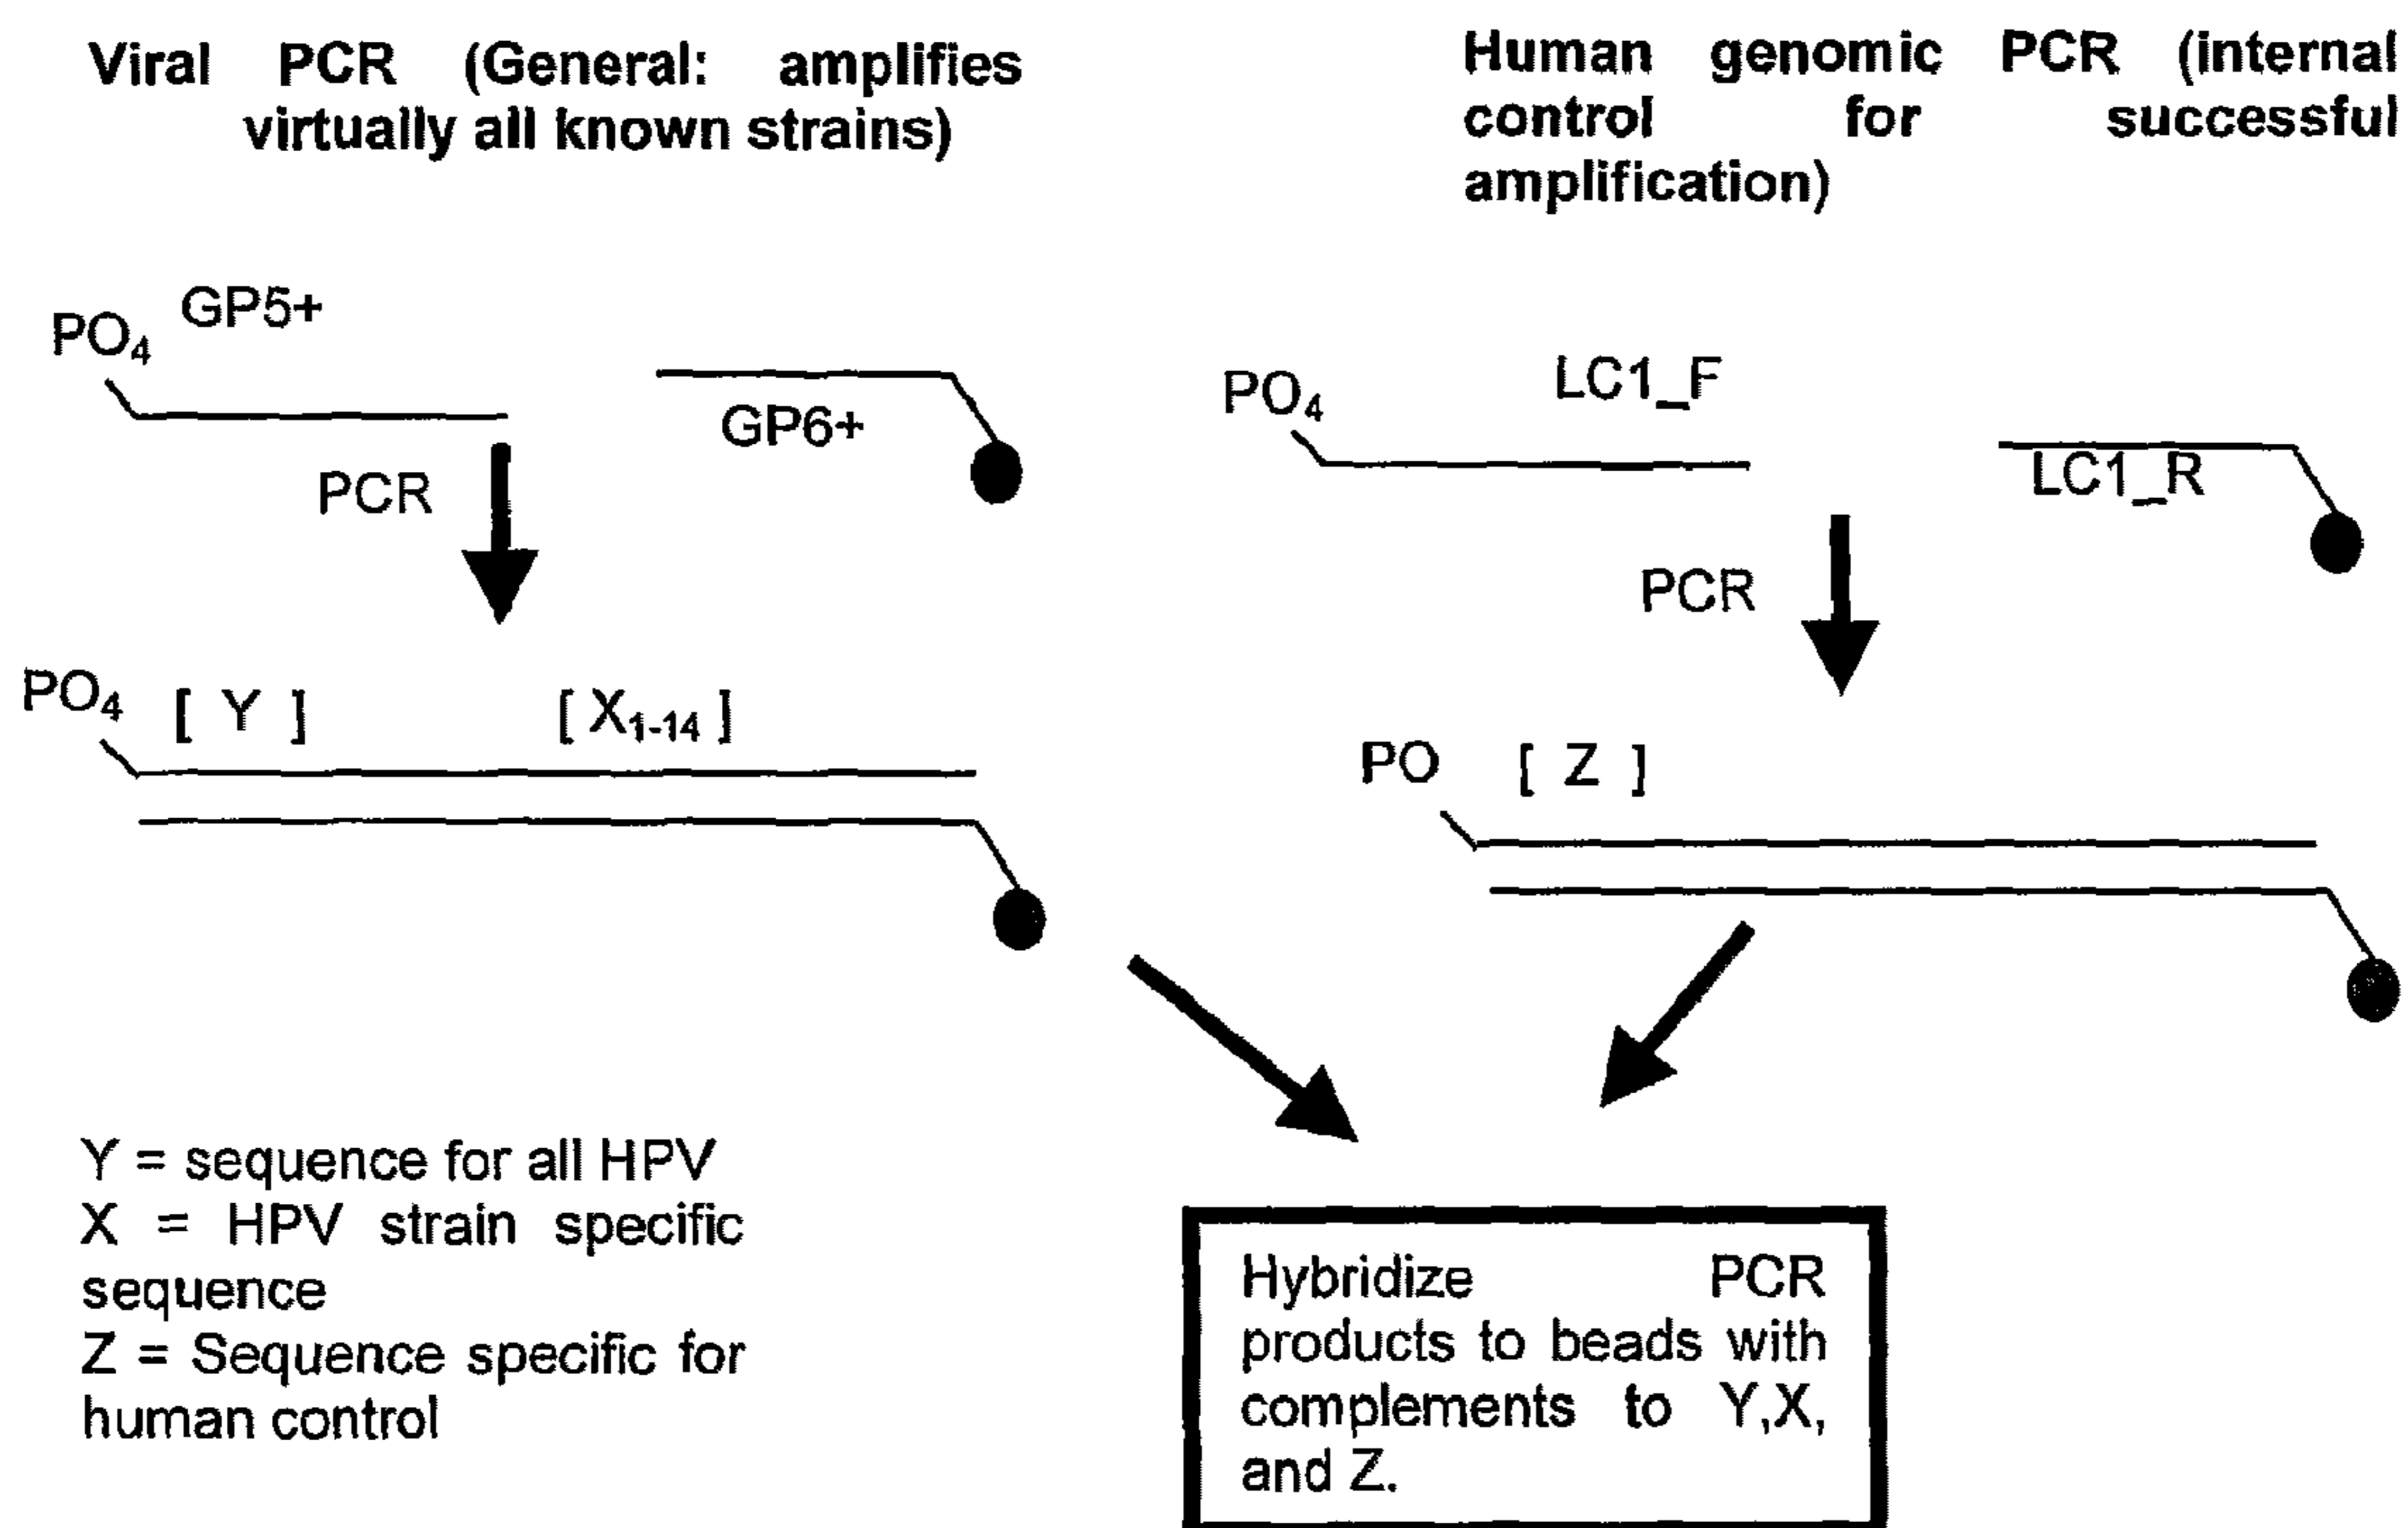 Viral PCR (General: amplifies
virtually all known strains)
Human genomic PCR (internal
control for successful
amplification)
PO₄ GP5+
GP6+
PCR
PO₄ LC1_F
LC1_R
PCR
PO₄ [ Y ] [ X₁₋₁₄ ]
PO [ Z ]
Y = sequence for all HPV
X = HPV strain specific
sequence
Z = Sequence specific for
human control
Hybridize PCR
products to beads with
complements to Y,X,
and Z.